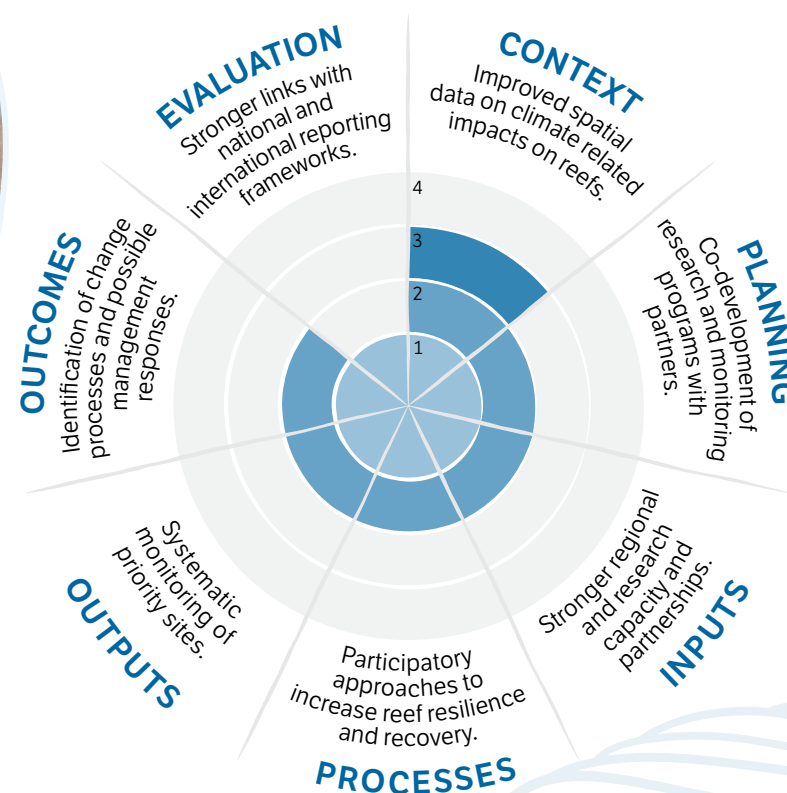 EVALUATION
Stronger links with
national and
international reporting
frameworks.
CONTEXT
Improved spatial
data on climate related
impacts on reefs.
PLANNING
Co-development of
research and monitoring
programs with
partners.
INPUTS
Stronger regional
and research
capacity and
partnerships.
PROCESSES
Participatory
approaches to
increase reef resilience
and recovery.
OUTPUTS
Systematic
monitoring of
priority sites.
OUTCOMES
Identification of change
processes and possible
management
responses.
4
3
2
1